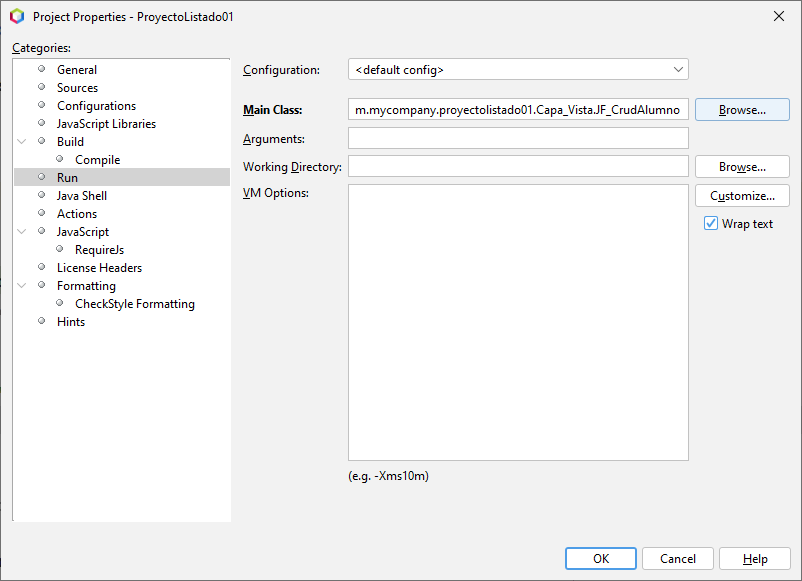 Project Properties - ProyectoListado01
Categories:
General
Sources
Configurations
JavaScript Libraries
Build
Compile
Run
Java Shell
Actions
JavaScript
RequireJs
License Headers
Formatting
CheckStyle Formatting
Hints
Configuration: <default config>
Main Class: m.mycompany.proyectolistado01.Capa_Vista.JF_CrudAlumno Browse...
Arguments:
Working Directory: Browse...
VM Options: Customize...
Wrap text
(e.g. -Xms10m)
OK Cancel Help